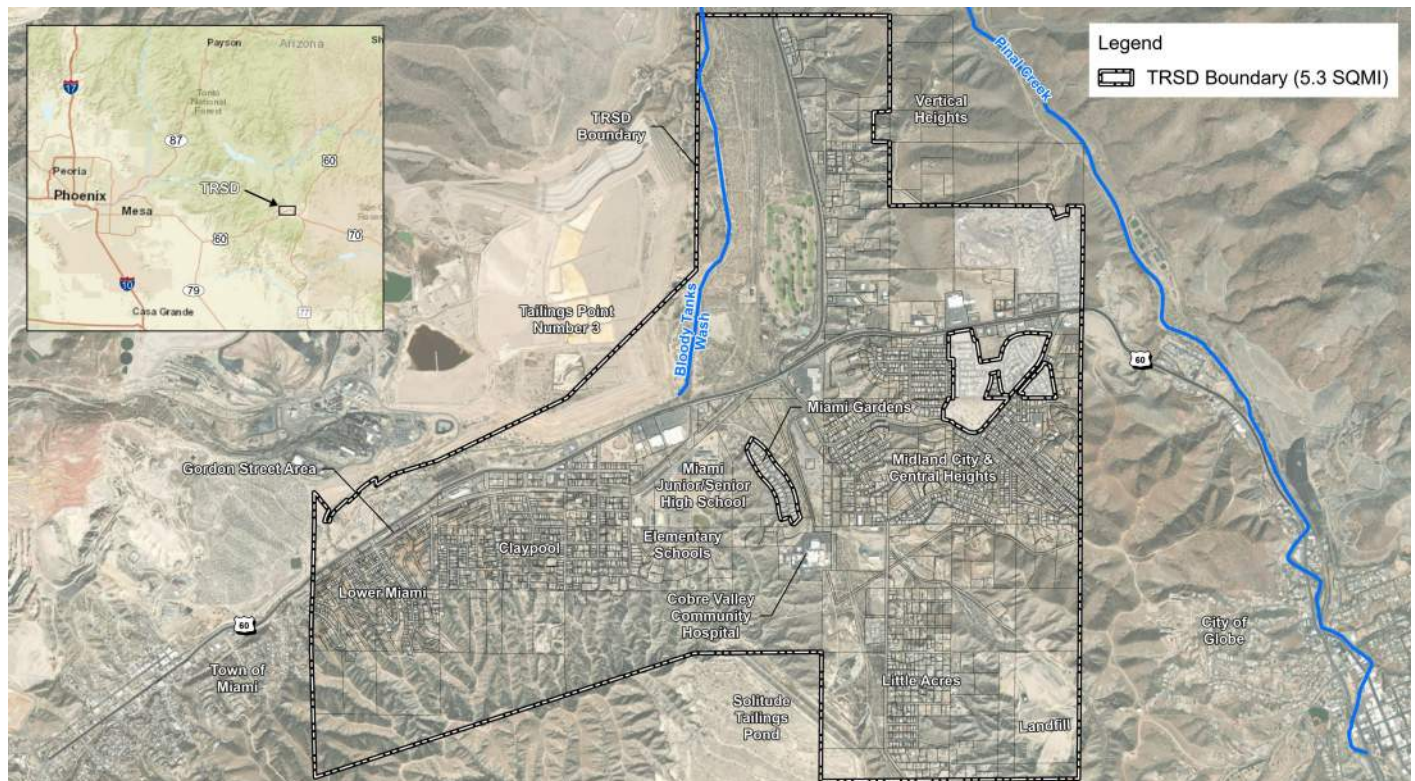 Payson
Arizona
Sh
17
Tonto
National
Forest
87
60
Peoria
Phoenix
Mesa
TRSD
60
70
10
79
Casa Grande
77
TRSD
Boundary
Bloody Tanks
Wash
Pinal Creek
Vertical
Heights
Legend
TRSD Boundary (5.3 SQMI)
Tailings Point
Number 3
60
Miami Gardens
Gordon Street Area
Miami
Junior/Senior
High School
Midland City &
Central Heights
Claypool
Elementary
Schools
Lower Miami
Cobre Valley
Community
Hospital
60
Town of
Miami
City of
Globe
Little Acres
Solitude
Tailings
Pond
Landfill